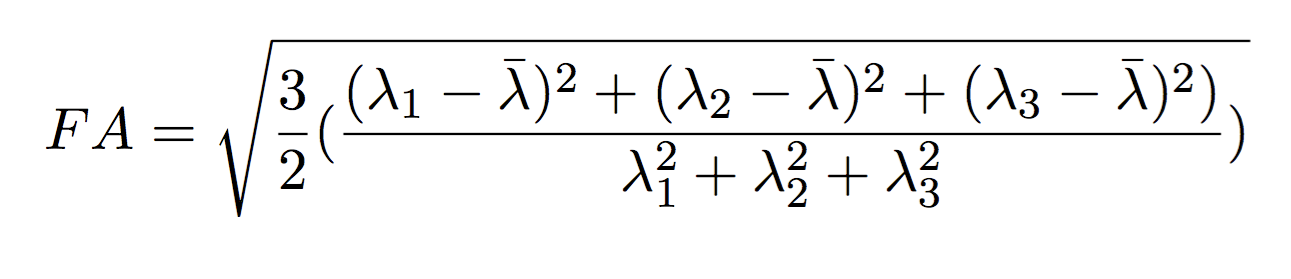 FA = \sqrt{\frac{3}{2}(\frac{(\lambda_1 - \bar{\lambda})^2 + (\lambda_2 - \bar{\lambda})^2 + (\lambda_3 - \bar{\lambda})^2)}{\lambda_1^2 + \lambda_2^2 + \lambda_3^2})}